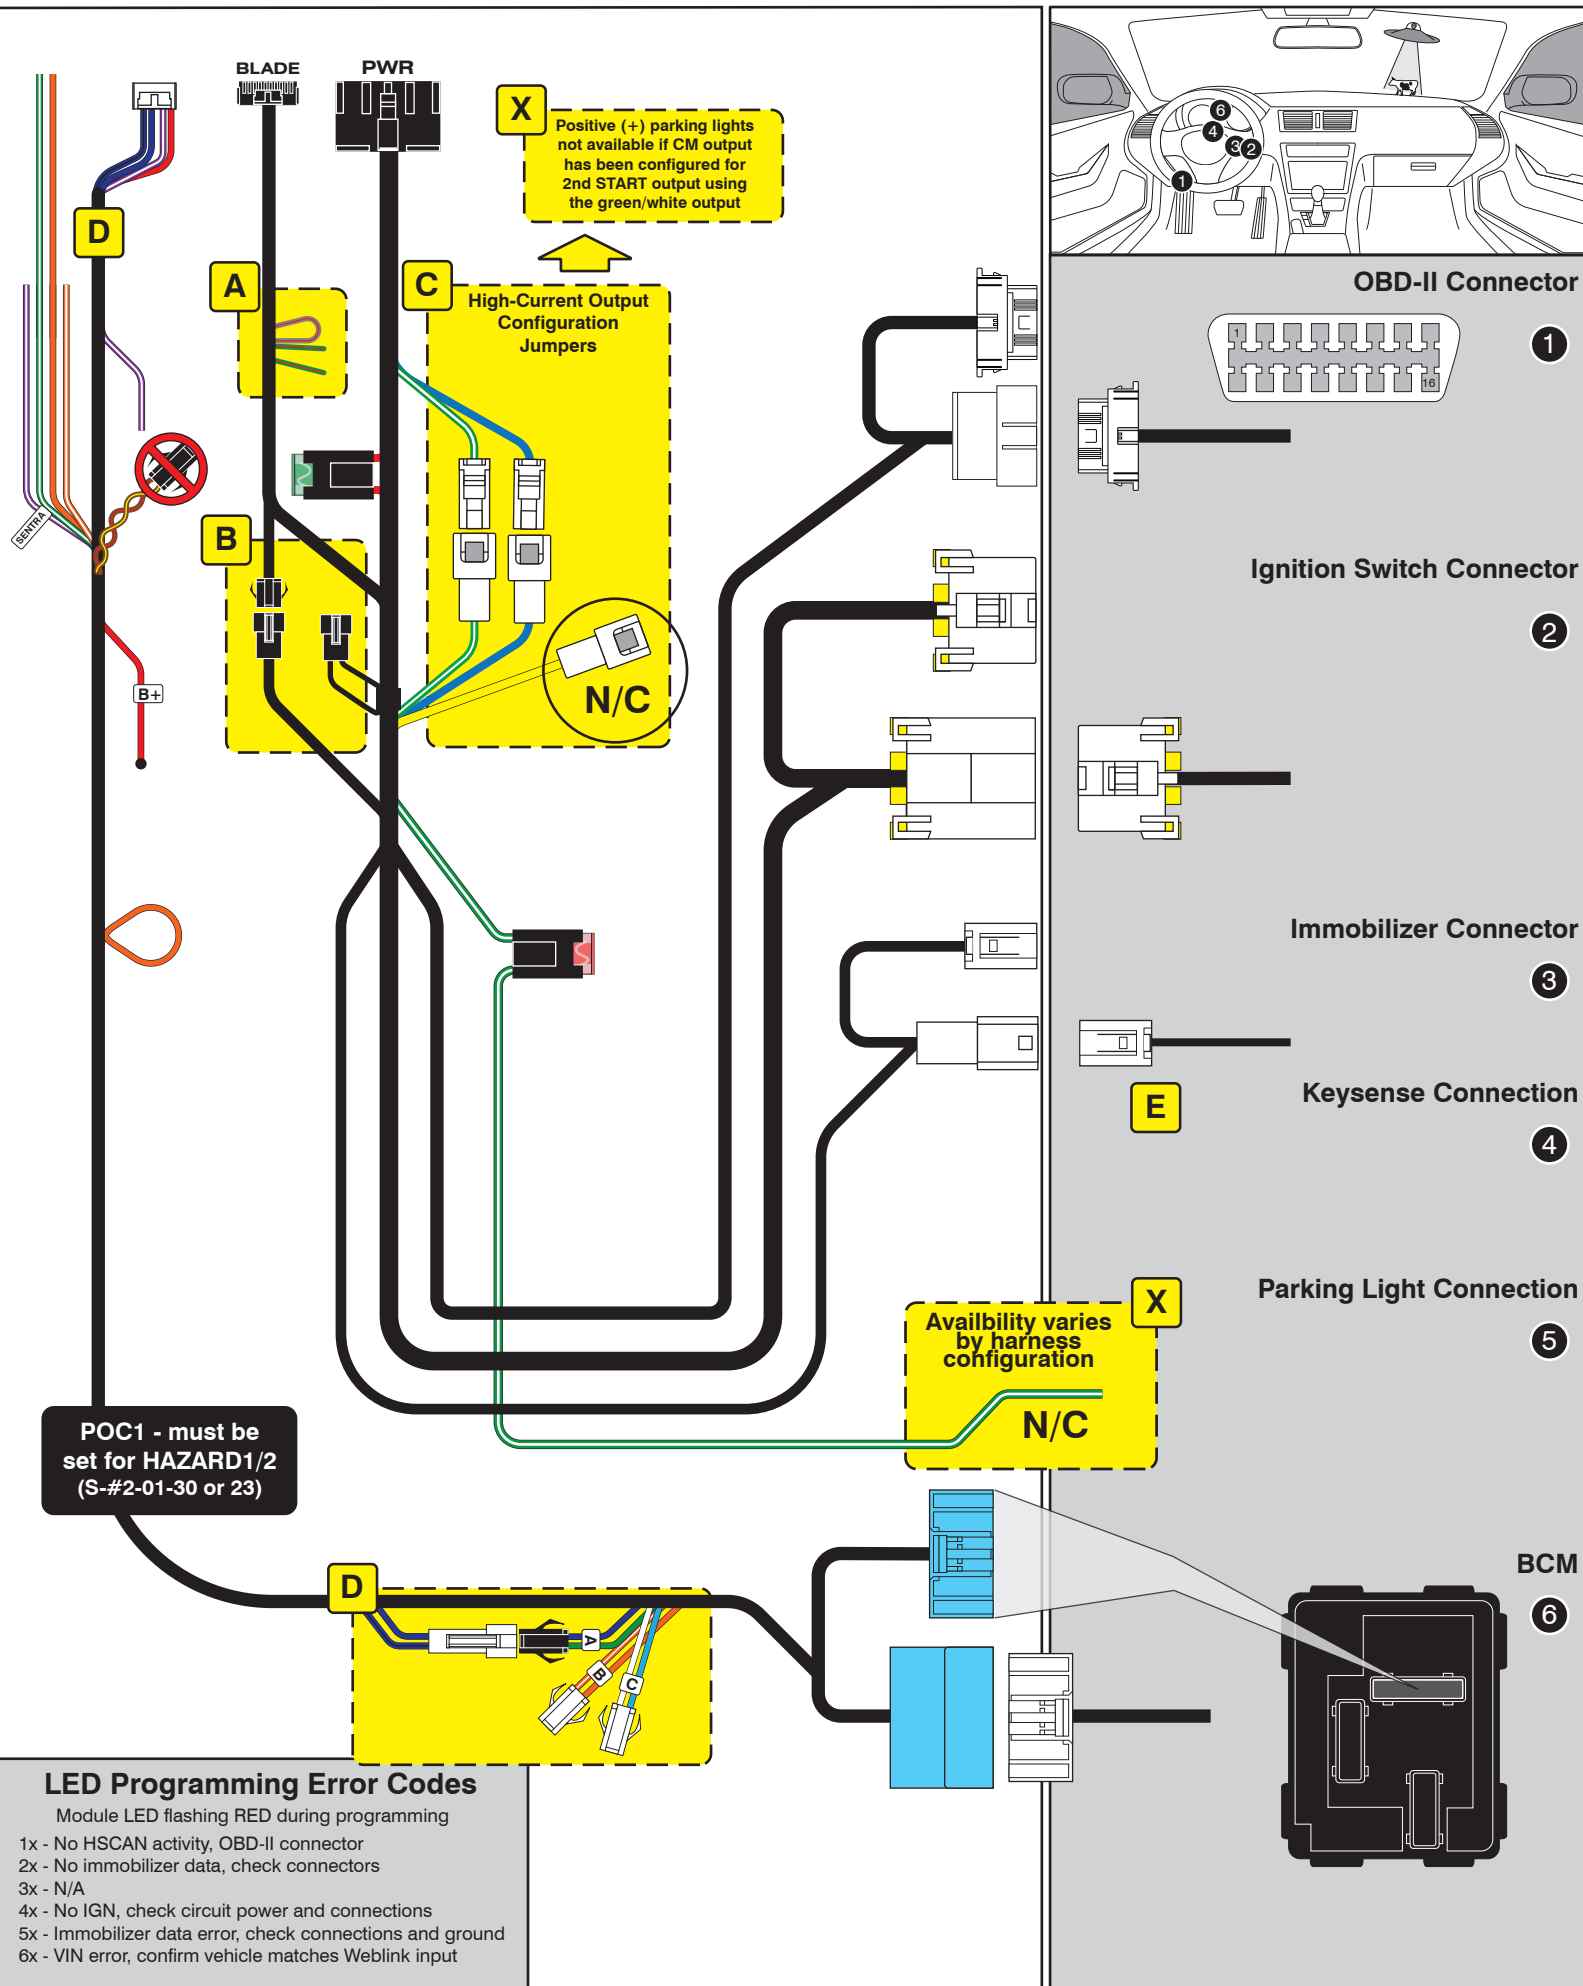 BLADE
PWR
X
Positive (+) parking lights
not available if CM output
has been configured for
2nd START output using
the green/white output
6
4
3
2
1
D
A
C
High-Current Output
Configuration
Jumpers
OBD-II Connector
1
16
1
SENTRA
B
Ignition Switch Connector
2
N/C
B+
Immobilizer Connector
3
E
Keysense Connection
4
X
Parking Light Connection
5
Availbility varies
by harness
configuration
N/C
POC1 - must be
set for HAZARD1/2
(S-#2-01-30 or 23)
BCM
6
D
A
B
C
LED Programming Error Codes
Module LED flashing RED during programming
1x - No HSCAN activity, OBD-II connector
2x - No immobilizer data, check connectors
3x - N/A
4x - No IGN, check circuit power and connections
5x - Immobilizer data error, check connections and ground
6x - VIN error, confirm vehicle matches Weblink input